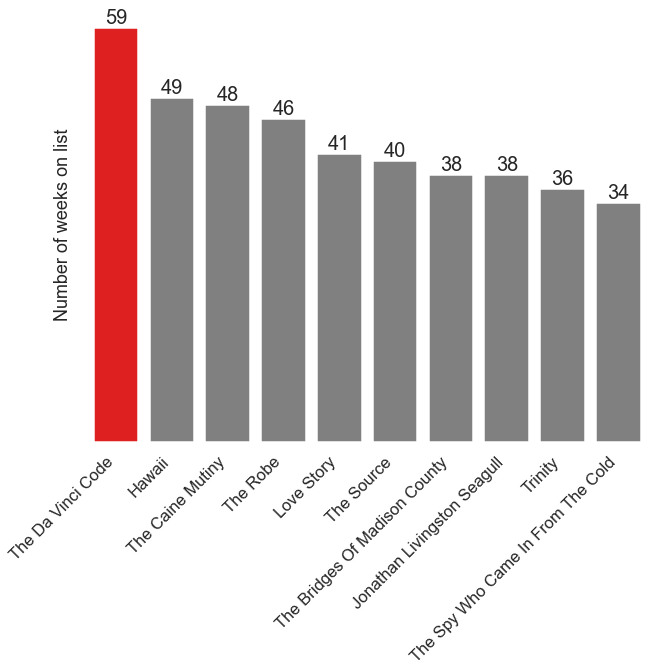 59
49
48
46
41
40
38
38
36
34
Number of weeks on list
The Da Vinci Code
Hawaii
The Caine Mutiny
The Robe
Love Story
The Source
The Bridges Of Madison County
Jonathan Livingston Seagull
Trinity
The Spy Who Came In From The Cold